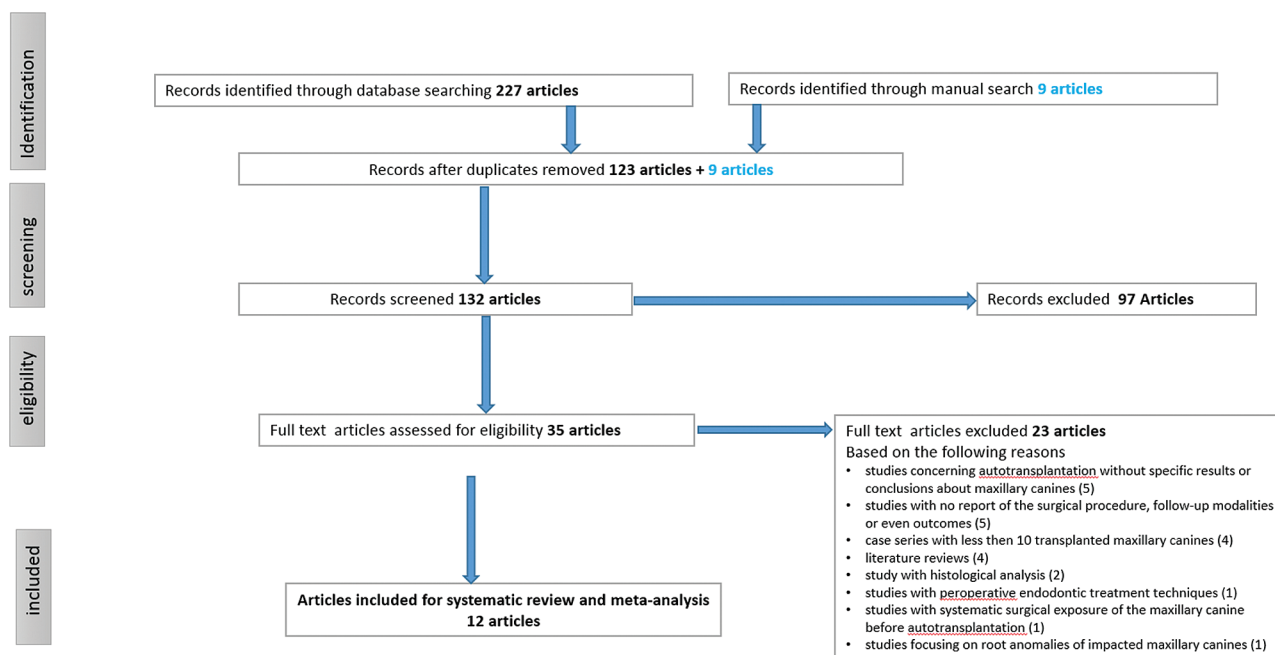 Identification
Records identified through database searching 227 articles
Records identified through manual search 9 articles
Records after duplicates removed 123 articles + 9 articles
screening
Records screened 132 articles
Records excluded 97 Articles
eligibility
Full text articles assessed for eligibility 35 articles
Full text articles excluded 23 articles
Based on the following reasons
• studies concerning autotransplantation without specific results or
conclusions about maxillary canines (5)
• studies with no report of the surgical procedure, follow-up modalities
or even outcomes (5)
• case series with less then 10 transplanted maxillary canines (4)
• literature reviews (4)
• study with histological analysis (2)
• studies with peroperative endodontic treatment techniques (1)
• studies with systematic surgical exposure of the maxillary canine
before autotransplantation (1)
• studies focusing on root anomalies of impacted maxillary canines (1)
included
Articles included for systematic review and meta-analysis
12 articles